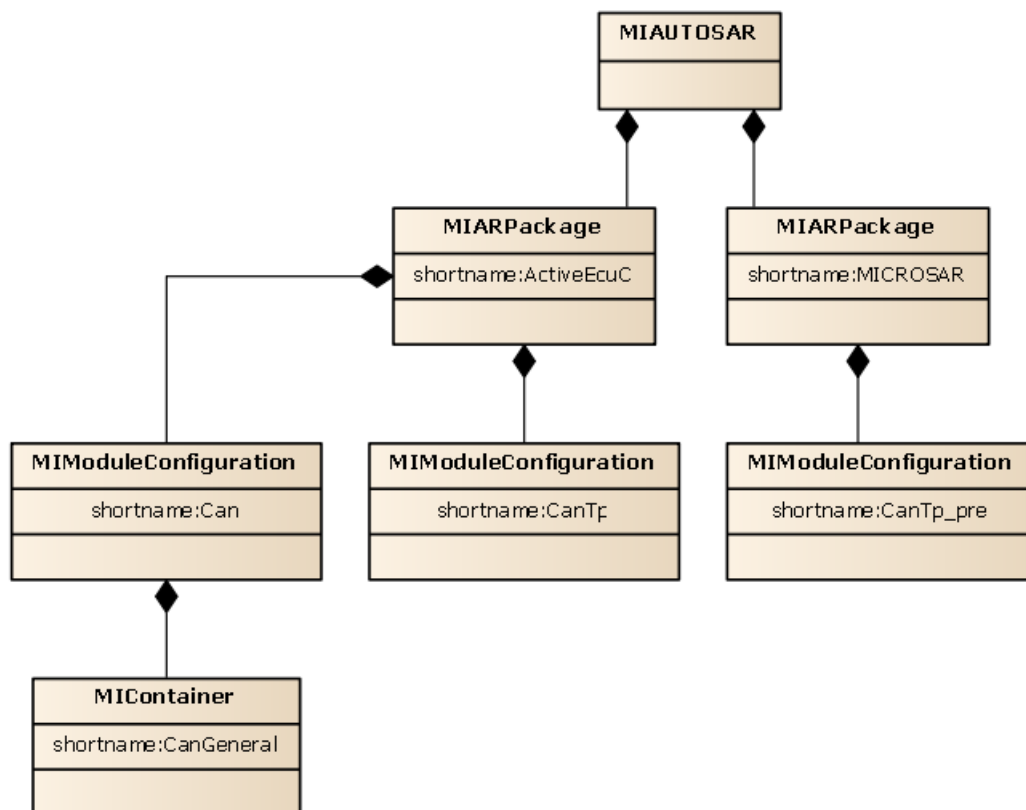 MIAUTOSAR
MIARPackage
shortname:ActiveEcuC
MIARPackage
shortname:MICROSAR
MIModuleConfiguration
shortname:Can
MIModuleConfiguration
shortname:CanTp
MIModuleConfiguration
shortname:CanTp_pre
MIContainer
shortname:CanGeneral